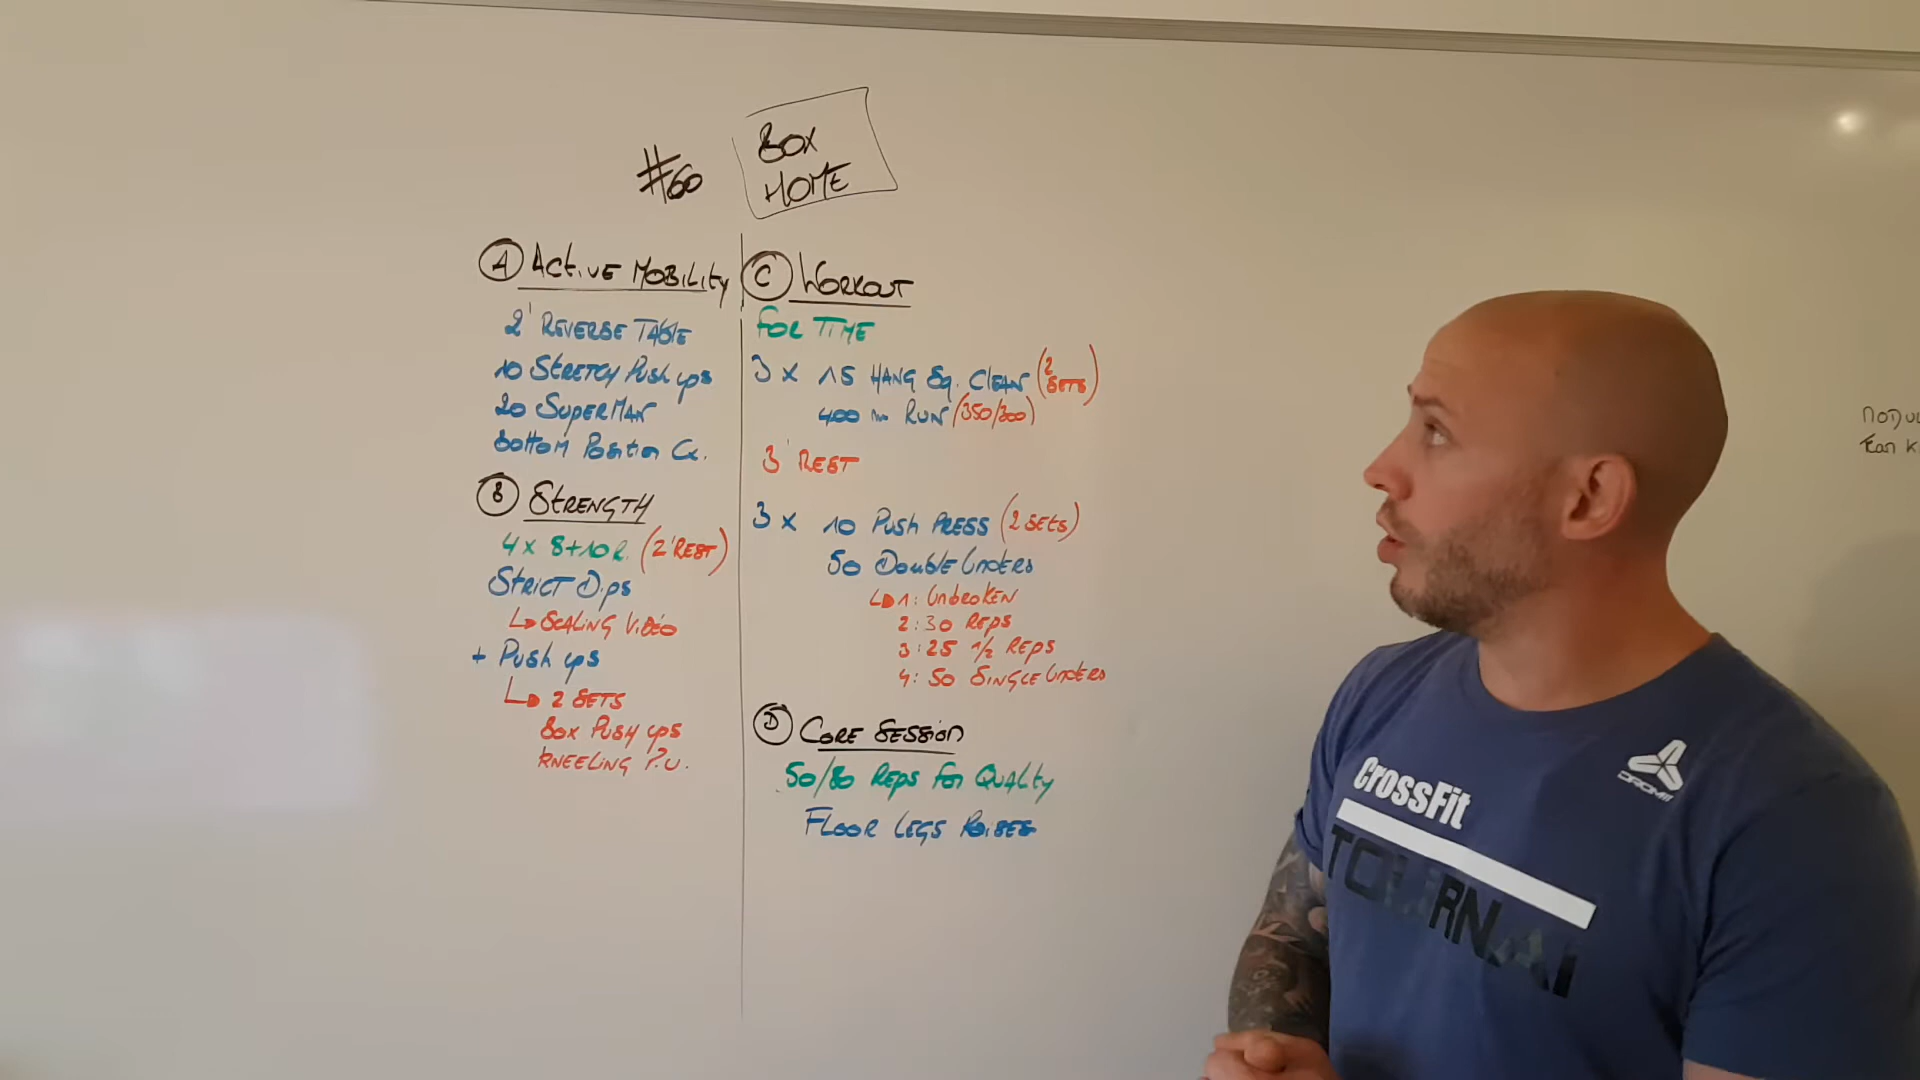 #60
BOX
HOME
A ACTIVE MOBILITY
2' REVERSE TABLE
10 STRETCH PUSH UPS
20 SUPERMAN
BOTTOM POSITION Cx.
B STRENGTH
4 x 8+10 R. (2' REST)
STRICT DIPS
SCALING VIDEO
+ PUSH UPS
2 SETS
BOX PUSH UPS
KNEELING P.U.
C WORKOUT
FOR TIME
3 x 15 HANG SQ. CLEAN (2 SETS)
400 m RUN (350/300)
3' REST
3 x 10 PUSH PRESS (2 SETS)
50 DOUBLE UNDERS
1: UNBROKEN
2: 30 REPS
3: 25 1/2 REPS
4: 50 SINGLE UNDERS
D CORE SESSION
50/80 REPS FOR QUALITY
FLOOR LEGS RAISES
CrossFit
TOURNAI